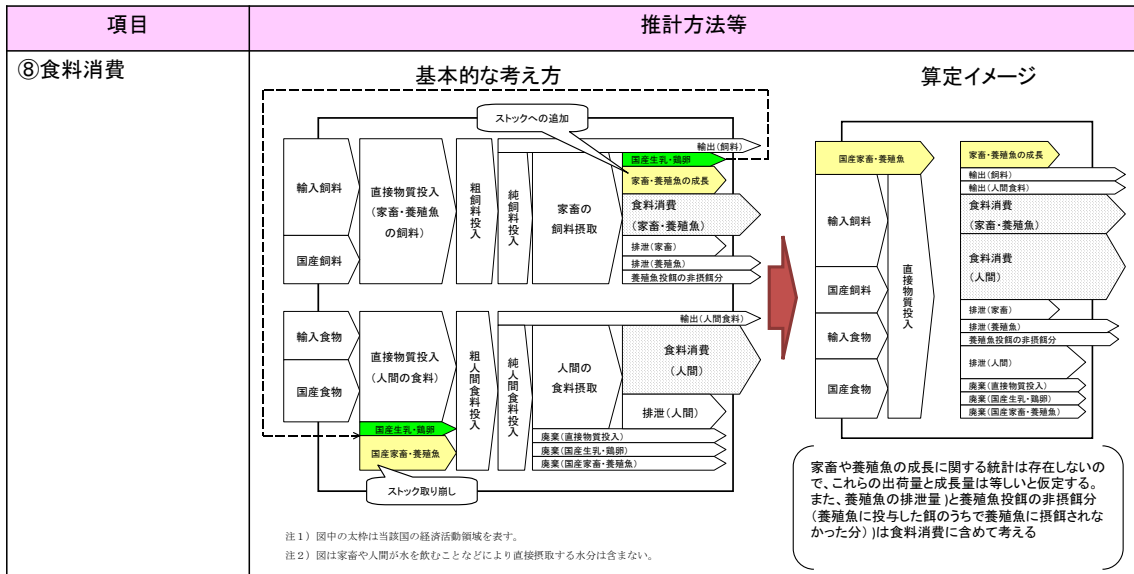 項目
推計方法等
⑧食料消費
基本的な考え方
ストックへの追加
輸入飼料
国産飼料
直接物質投入
(家畜・養殖魚
の飼料)
粗飼料投入
純飼料投入
家畜の
飼料摂取
輸出(飼料)
国産生乳・鶏卵
家畜・養殖魚の成長
食料消費
(家畜・養殖魚)
排泄(家畜)
排泄(養殖魚)
養殖魚投餌の非摂餌分
輸入食物
国産食物
直接物質投入
(人間の食料)
国産生乳・鶏卵
国産家畜・養殖魚
ストック取り崩し
粗人間食料投入
純人間食料投入
人間の
食料摂取
輸出(人間食料)
食料消費
(人間)
排泄(人間)
廃棄(直接物質投入)
廃棄(国産生乳・鶏卵)
廃棄(国産家畜・養殖魚)
注1) 図中の太枠は当該国の経済活動領域を表す。
注2) 図は家畜や人間が水を飲むことなどにより直接摂取する水分は含まない。
算定イメージ
国産家畜・養殖魚
輸入飼料
国産飼料
輸入食物
国産食物
直接物質投入
家畜・養殖魚の成長
輸出(飼料)
輸出(人間食料)
食料消費
(家畜・養殖魚)
食料消費
(人間)
排泄(家畜)
排泄(養殖魚)
養殖魚投餌の非摂餌分
排泄(人間)
廃棄(直接物質投入)
廃棄(国産生乳・鶏卵)
廃棄(国産家畜・養殖魚)
家畜や養殖魚の成長に関する統計は存在しないの
で、これらの出荷量と成長量は等しいと仮定する。
また、養殖魚の排泄量)と養殖魚投餌の非摂餌分
(養殖魚に投与した餌のうちで養殖魚に摂餌されな
かった分))は食料消費に含めて考える